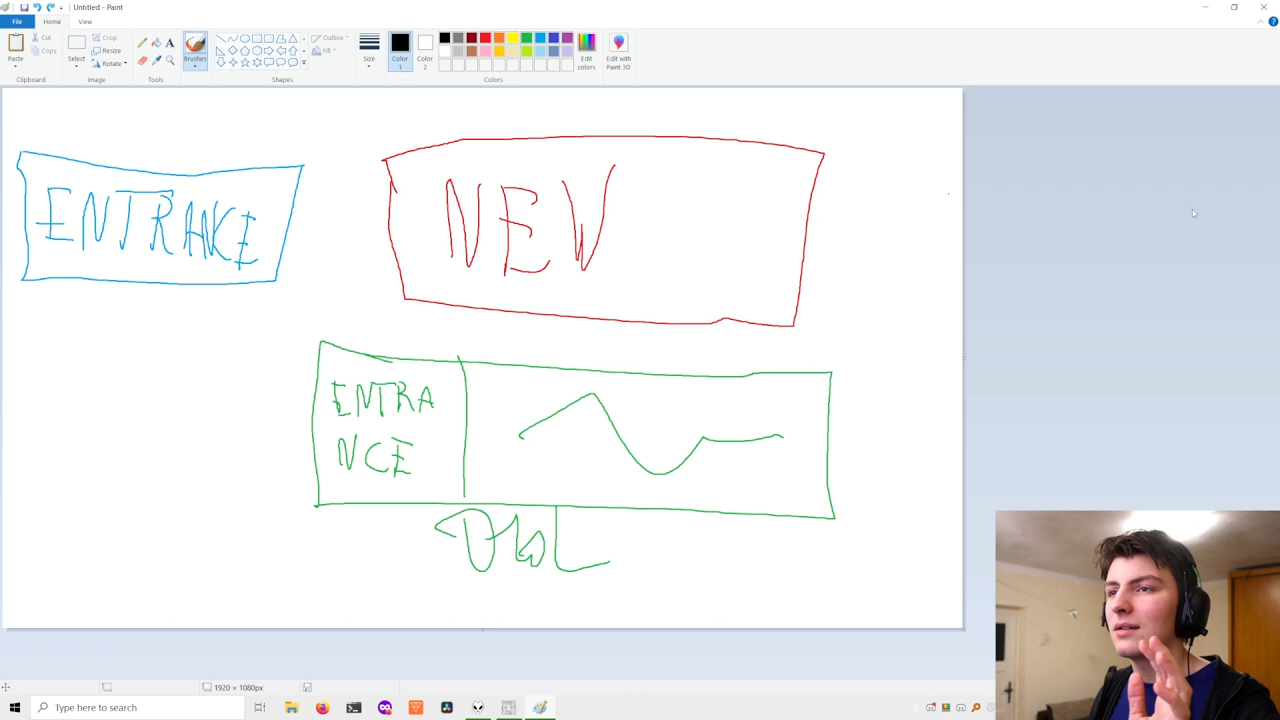 Untitled - Paint
File
Home
View
Paste
Cut
Copy
Clipboard
Select
Crop
Resize
Rotate
Image
Tools
Brushes
Outline
Fill
Shapes
Size
Color 1
Color 2
Edit colors
Edit with Paint 3D
Colors
ENTRANCE
NEW
ENTRA
NCE
1920 × 1080px
Type here to search